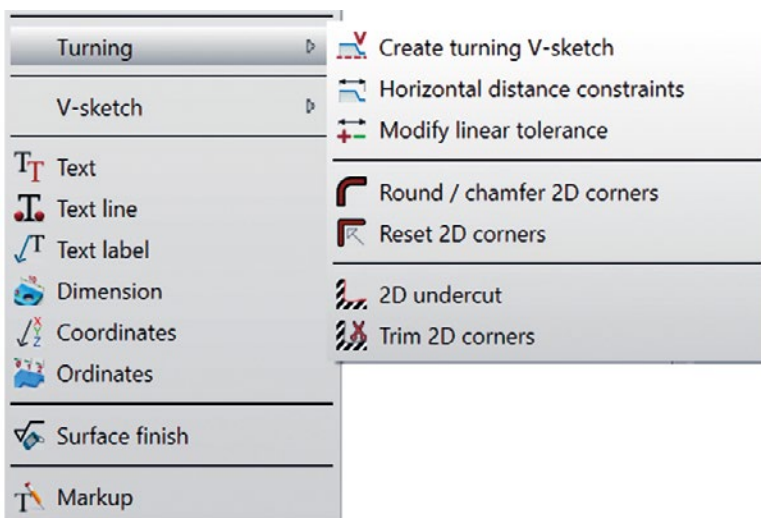 Turning
V-sketch
Text
Text line
Text label
Dimension
Coordinates
Ordinates
Surface finish
Markup
Create turning V-sketch
Horizontal distance constraints
Modify linear tolerance
Round / chamfer 2D corners
Reset 2D corners
2D undercut
Trim 2D corners